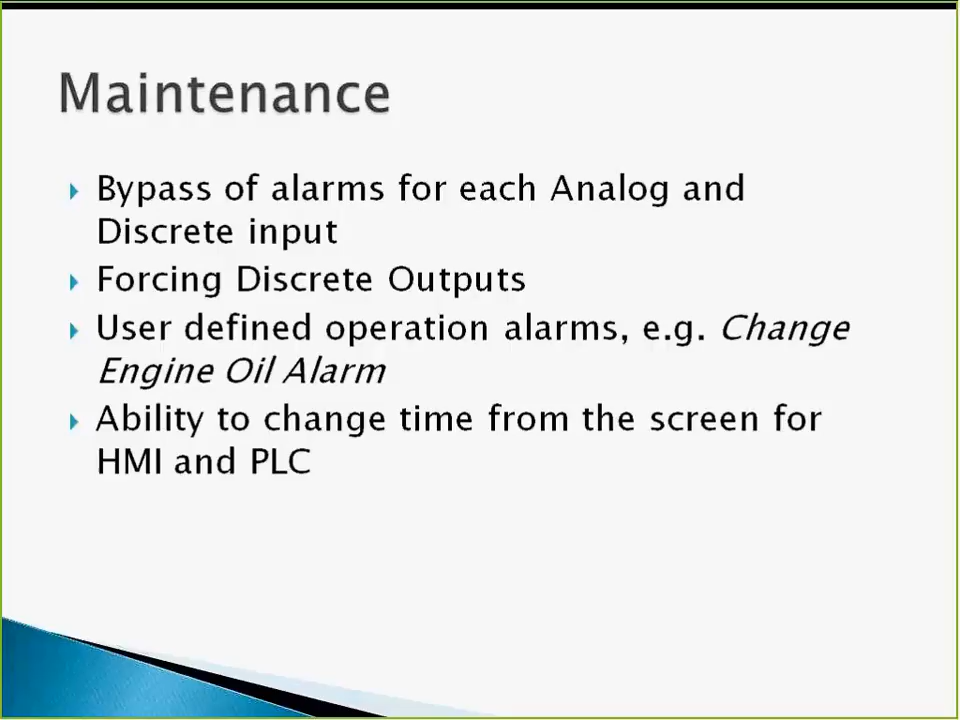 Maintenance
Bypass of alarms for each Analog and
Discrete input
Forcing Discrete Outputs
User defined operation alarms, e.g. Change
Engine Oil Alarm
Ability to change time from the screen for
HMI and PLC